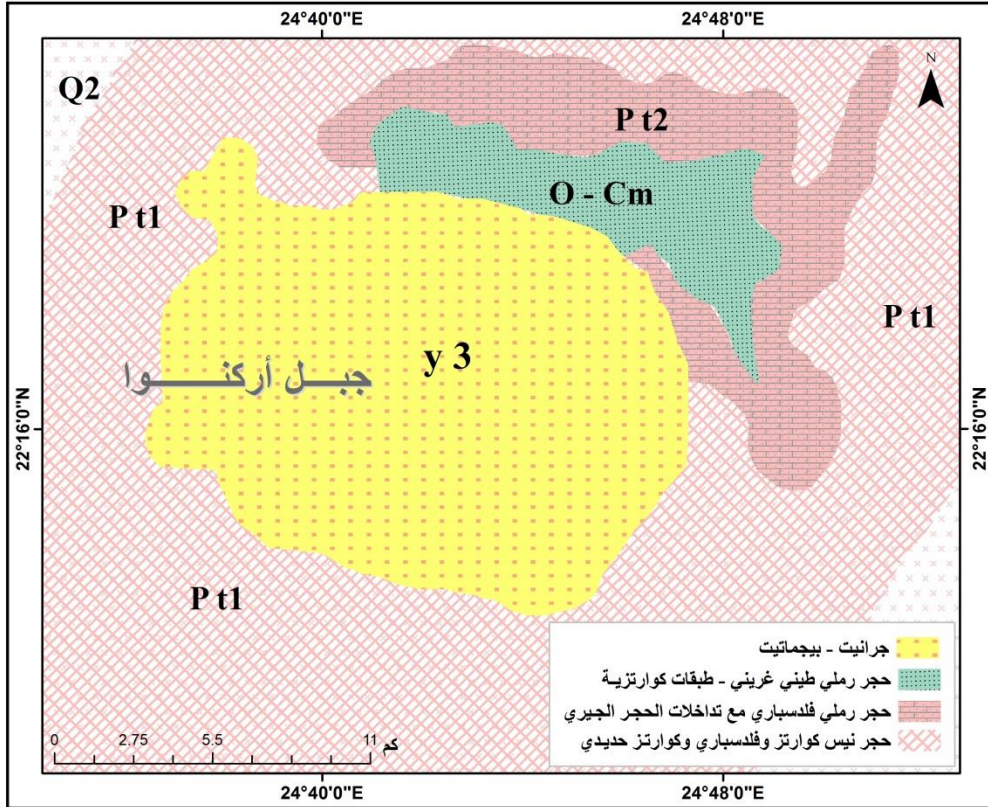 24°40'0"E
24°48'0"E
N
Q2
P t2
O - Cm
P t1
P t1
y 3
جبــل أركنـــــوا
22°16'0"N
22°16'0"N
P t1
جرانيت - بيجماتيت
حجر رملي طيني غريني - طبقات كوارتزية
حجر رملي فلدسباري مع تداخلات الحجر الجيري
حجر نيس كوارتز وفلدسباري وكوارتز حديدي
0 2.75 5.5 11 كم
24°40'0"E
24°48'0"E